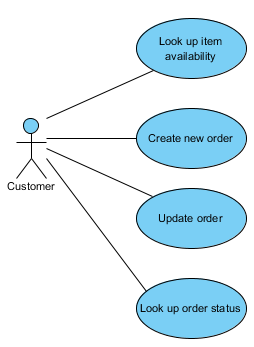 Look up item
availability
Create new order
Customer
Update order
Look up order status